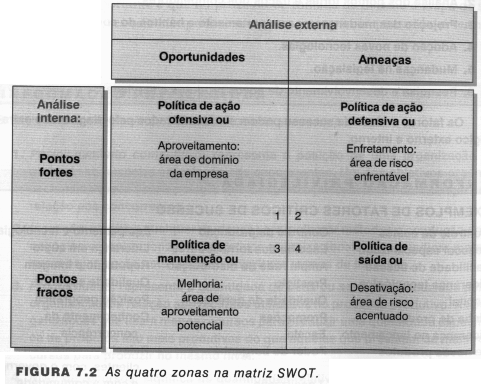 Análise externa
Oportunidades
Ameaças
Análise
interna:
Pontos
fortes
Política de ação
ofensiva ou
Aproveitamento:
área de domínio
da empresa
1
Política de ação
defensiva ou
Enfretamento:
área de risco
enfrentável
2
Pontos
fracos
Política de
manutenção ou
Melhoria:
área de
aproveitamento
potencial
3
4
Política de
saída ou
Desativação:
área de risco
acentuado
FIGURA 7.2 As quatro zonas na matriz SWOT.